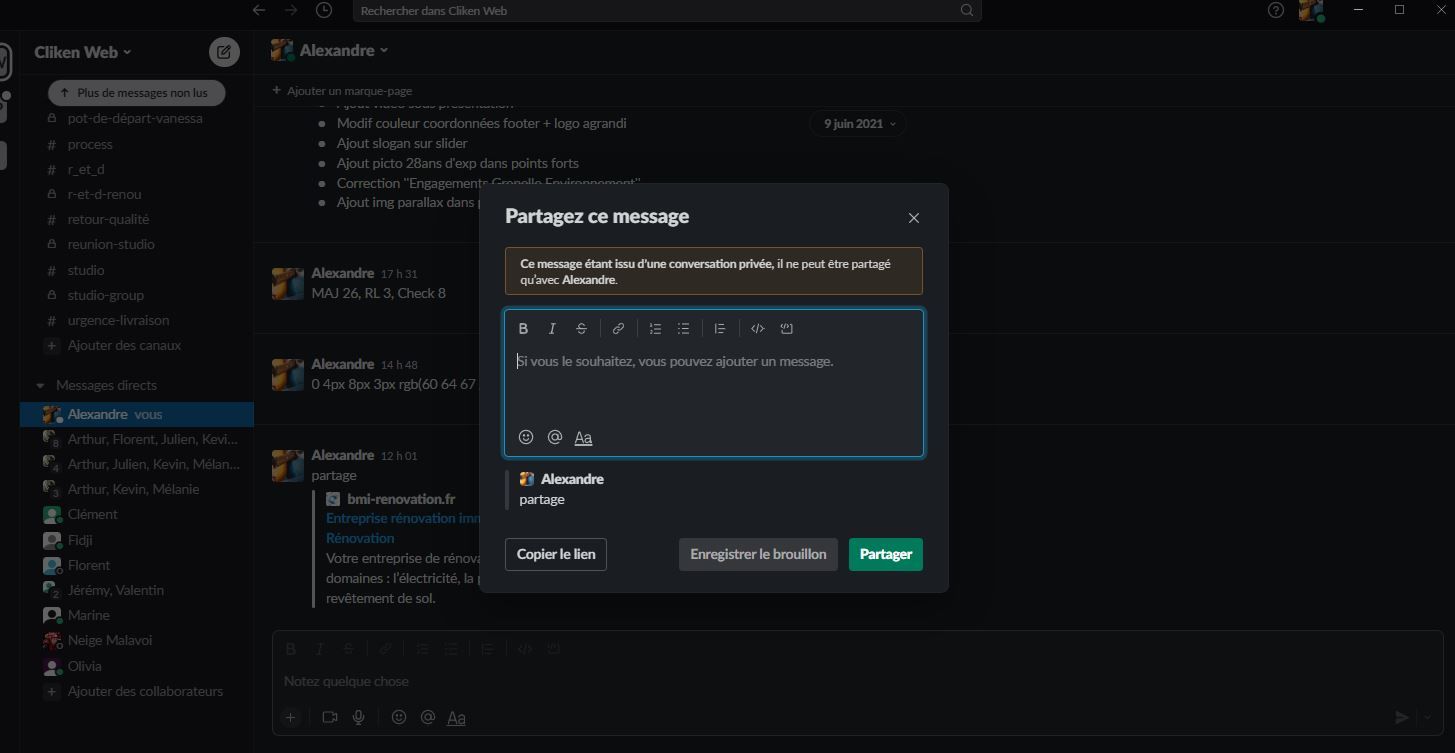 Rechercher dans Cliken Web
Cliken Web
Plus de messages non lus
pot-de-départ-vanessa
# process
# r_et_d
r-et-d-renou
# retour-qualité
reunion-studio
# studio
studio-group
# urgence-livraison
+ Ajouter des canaux
Messages directs
Alexandre vous
8 Arthur, Florent, Julien, Kevi...
4 Arthur, Julien, Kevin, Mélan...
3 Arthur, Kevin, Mélanie
Clément
Fidji
Florent
2 Jérémy, Valentin
Marine
Neige Malavoi
Olivia
+ Ajouter des collaborateurs
Alexandre
+ Ajouter un marque-page
9 juin 2021
Ajout vidéo sous présentation
Modif couleur coordonnées footer + logo agrandi
Ajout slogan sur slider
Ajout picto 28ans d'exp dans points forts
Correction "Engagements Grenelle Environnement"
Ajout img parallax dans
Alexandre 17 h 31
MAJ 26, RL 3, Check 8
Alexandre 14 h 48
0 4px 8px 3px rgb(60 64 67
Alexandre 12 h 01
partage
bmi-renovation.fr
Entreprise rénovation
Rénovation
Votre entreprise de
domaines : l'électricité, la
revêtement de sol.
Partagez ce message
Ce message étant issu d'une conversation privée, il ne peut être partagé
qu'avec Alexandre.
B I S
Si vous le souhaitez, vous pouvez ajouter un message.
@ Aa
Alexandre
partage
Copier le lien
Enregistrer le brouillon
Partager
B I S
Notez quelque chose
+ @ Aa